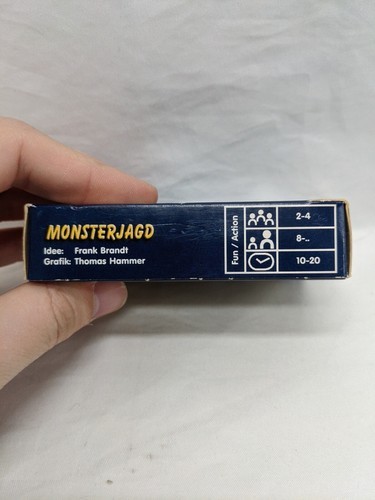 MONSTERJAGD
Idee: Frank Brandt
Grafik: Thomas Hammer
Fun / Action
2-4
8-..
10-20